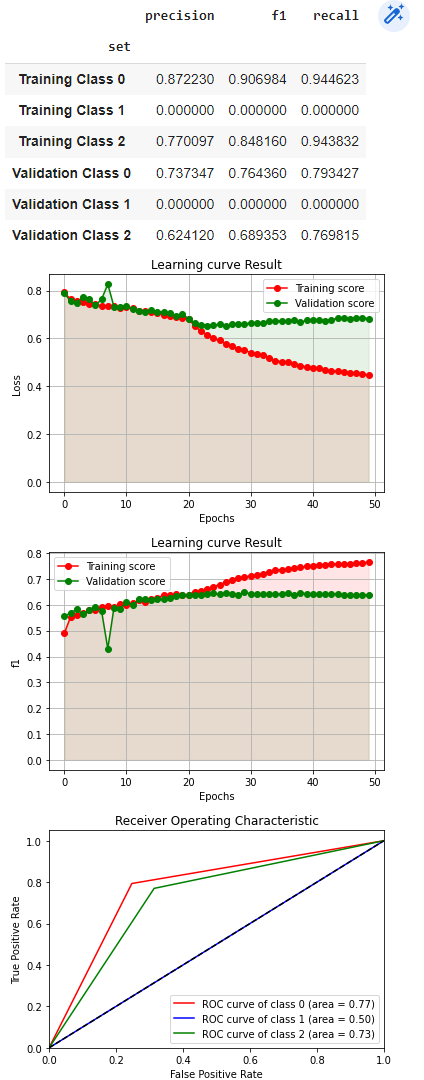 precision f1 recall
set
Training Class 0 0.872230 0.906984 0.944623
Training Class 1 0.000000 0.000000 0.000000
Training Class 2 0.770097 0.848160 0.943832
Validation Class 0 0.737347 0.764360 0.793427
Validation Class 1 0.000000 0.000000 0.000000
Validation Class 2 0.624120 0.689353 0.769815
Learning curve Result
Training score
Validation score
0.8
0.6
0.4
0.2
0.0
Loss
0 10 20 30 40 50
Epochs
Learning curve Result
Training score
Validation score
0.8
0.7
0.6
0.5
0.4
0.3
0.2
0.1
0.0
f1
0 10 20 30 40 50
Epochs
Receiver Operating Characteristic
1.0
0.8
0.6
0.4
0.2
0.0
True Positive Rate
ROC curve of class 0 (area = 0.77)
ROC curve of class 1 (area = 0.50)
ROC curve of class 2 (area = 0.73)
0.0 0.2 0.4 0.6 0.8 1.0
False Positive Rate